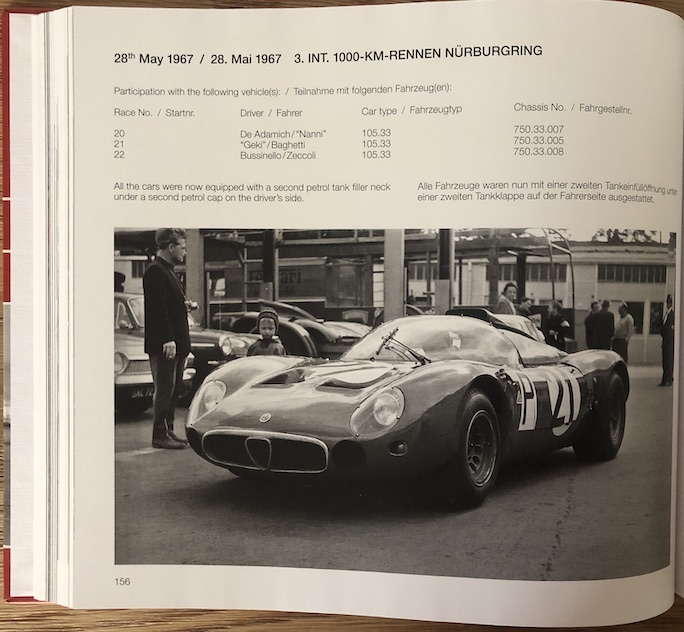 28th May 1967 / 28. Mai 1967 3. INT. 1000-KM-RENNEN NÜRBURGRING
Participation with the following vehicle(s): / Teilnahme mit folgenden Fahrzeug(en):
Race No. / Startnr. Driver / Fahrer Car type / Fahrzeugtyp Chassis No. / Fahrgestellnr.
20 De Adamich/"Nanni" 105.33 750.33.007
21 "Geki"/Baghetti 105.33 750.33.005
22 Bussinello/Zeccoli 105.33 750.33.008
All the cars were now equipped with a second petrol tank filler neck
under a second petrol cap on the driver's side.
Alle Fahrzeuge waren nun mit einer zweiten Tankeinfüllöffnung unter
einer zweiten Tankklappe auf der Fahrerseite ausgestattet.
Ferrari
21
156